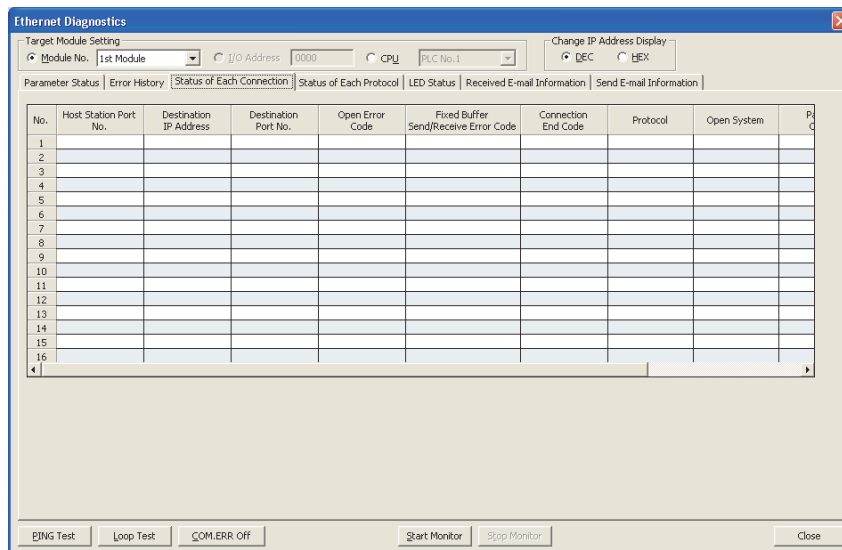 Ethernet Diagnostics
Target Module Setting
Change IP Address Display
Module No. 1st Module I/O Address 0000 CPU PLC No.1 DEC HEX
Parameter Status Error History Status of Each Connection Status of Each Protocol LED Status Received E-mail Information Send E-mail Information
No. Host Station Port No. Destination IP Address Destination Port No. Open Error Code Fixed Buffer Send/Receive Error Code Connection End Code Protocol Open System
1
2
3
4
5
6
7
8
9
10
11
12
13
14
15
16
PING Test Loop Test COM.ERR Off Start Monitor Stop Monitor Close